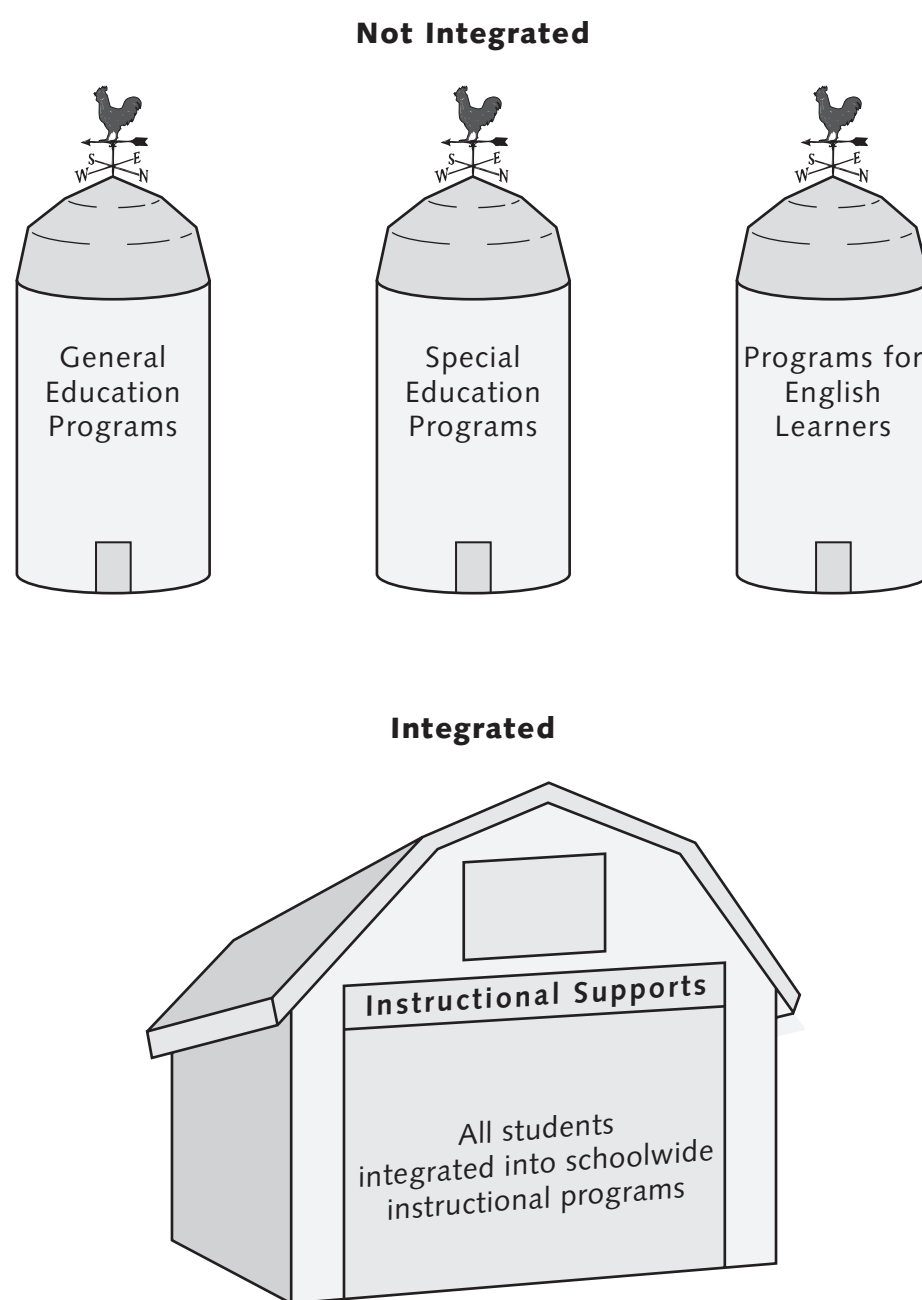 Not Integrated
S E
W N
S E
W N
S E
W N
General
Education
Programs
Special
Education
Programs
Programs for
English
Learners
Integrated
Instructional Supports
All students
integrated into schoolwide
instructional programs